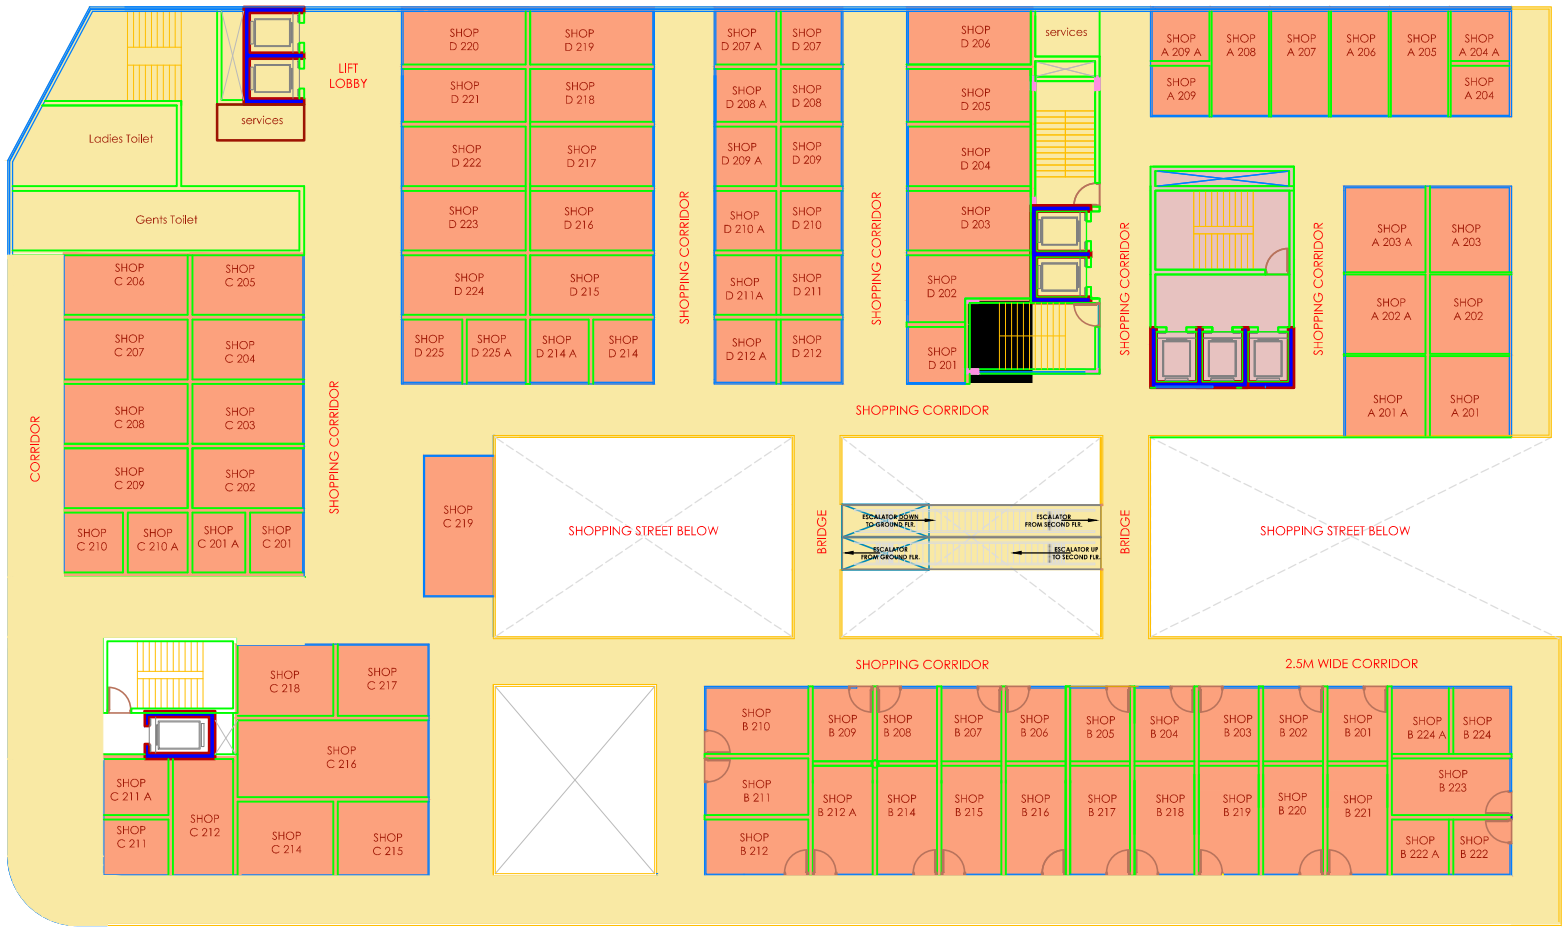 SHOP
D 220
SHOP
D 219
SHOP
D 207 A
SHOP
D 207
SHOP
D 206
services
SHOP
A 209 A
SHOP
A 208
SHOP
A 207
SHOP
A 206
SHOP
A 205
SHOP
A 204 A
LIFT
LOBBY
SHOP
D 221
SHOP
D 218
SHOP
D 208 A
SHOP
D 208
SHOP
D 205
SHOP
A 209
SHOP
A 204
services
Ladies Toilet
SHOP
D 222
SHOP
D 217
SHOP
D 209 A
SHOP
D 209
SHOP
D 204
Gents Toilet
SHOP
D 223
SHOP
D 216
SHOPPING CORRIDOR
SHOP
D 210 A
SHOP
D 210
SHOPPING CORRIDOR
SHOP
D 203
SHOPPING CORRIDOR
SHOPPING CORRIDOR
SHOP
A 203 A
SHOP
A 203
SHOP
C 206
SHOP
C 205
SHOP
D 224
SHOP
D 215
SHOP
D 211A
SHOP
D 211
SHOP
D 202
SHOP
A 202 A
SHOP
A 202
SHOP
C 207
SHOP
C 204
SHOP
D 225
SHOP
D 225 A
SHOP
D 214 A
SHOP
D 214
SHOP
D 212 A
SHOP
D 212
SHOP
D 201
SHOP
A 201 A
SHOP
A 201
SHOPPING CORRIDOR
CORRIDOR
SHOP
C 208
SHOP
C 203
SHOPPING CORRIDOR
SHOP
C 209
SHOP
C 202
SHOP
C 219
SHOPPING STREET BELOW
BRIDGE
ESCALATOR DOWN
TO GROUND FLR.
ESCALATOR
FROM SECOND FLR.
ESCALATOR
FROM GROUND FLR.
ESCALATOR UP
TO SECOND FLR.
BRIDGE
SHOPPING STREET BELOW
SHOP
C 210
SHOP
C 210 A
SHOP
C 201 A
SHOP
C 201
SHOPPING CORRIDOR
2.5M WIDE CORRIDOR
SHOP
C 218
SHOP
C 217
SHOP
B 210
SHOP
B 209
SHOP
B 208
SHOP
B 207
SHOP
B 206
SHOP
B 205
SHOP
B 204
SHOP
B 203
SHOP
B 202
SHOP
B 201
SHOP
B 224 A
SHOP
B 224
SHOP
C 216
SHOP
C 211 A
SHOP
B 211
SHOP
B 212 A
SHOP
B 214
SHOP
B 215
SHOP
B 216
SHOP
B 217
SHOP
B 218
SHOP
B 219
SHOP
B 220
SHOP
B 221
SHOP
B 223
SHOP
C 211
SHOP
C 212
SHOP
C 214
SHOP
C 215
SHOP
B 212
SHOP
B 222 A
SHOP
B 222